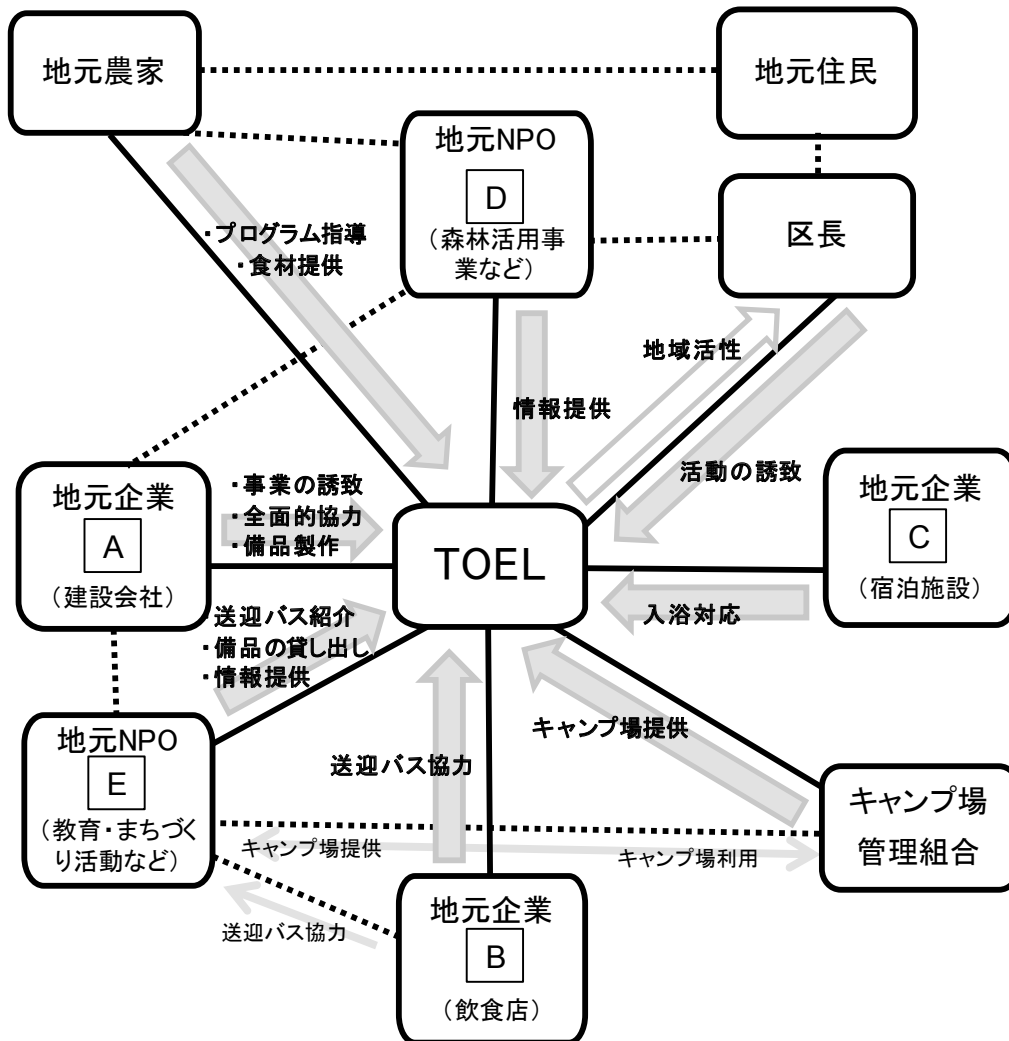 地元農家
地元住民
地元NPO
D
（森林活用事
業など）
区長
・プログラム指導
・食材提供
地域活性
情報提供
活動の誘致
地元企業
A
（建設会社）
・事業の誘致
・全面的協力
・備品製作
TOEL
地元企業
C
（宿泊施設）
入浴対応
・送迎バス紹介
・備品の貸し出し
・情報提供
地元NPO
E
（教育・まちづく
り活動など）
送迎バス協力
キャンプ場提供
キャンプ場
管理組合
キャンプ場提供
キャンプ場利用
送迎バス協力
地元企業
B
（飲食店）